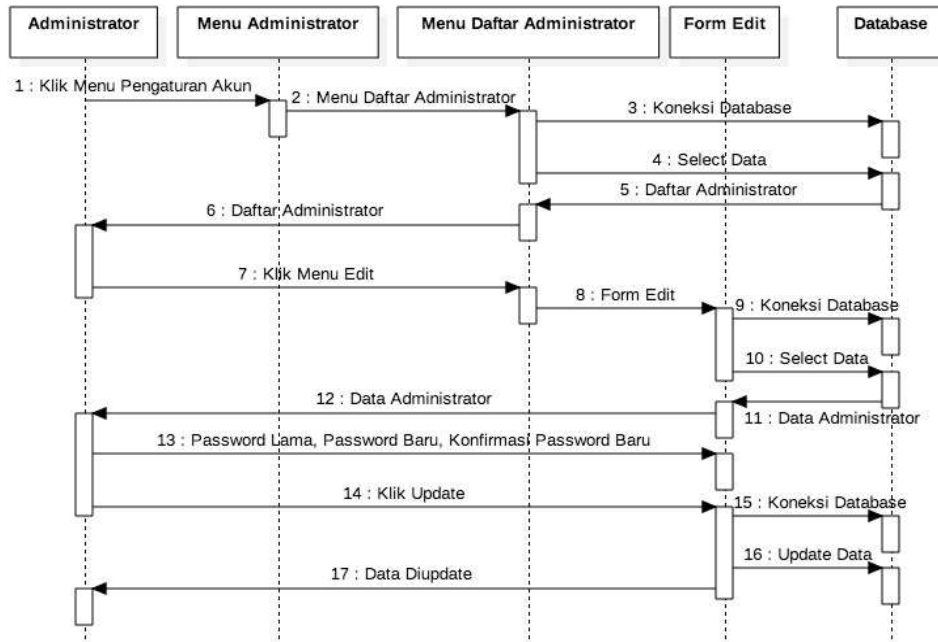 Administrator
Menu Administrator
Menu Daftar Administrator
Form Edit
Database
1 : Klik Menu Pengaturan Akun
2 : Menu Daftar Administrator
3 : Koneksi Database
4 : Select Data
5 : Daftar Administrator
6 : Daftar Administrator
7 : Klik Menu Edit
8 : Form Edit
9 : Koneksi Database
10 : Select Data
11 : Data Administrator
12 : Data Administrator
13 : Password Lama, Password Baru, Konfirmasi Password Baru
14 : Klik Update
15 : Koneksi Database
16 : Update Data
17 : Data Diupdate